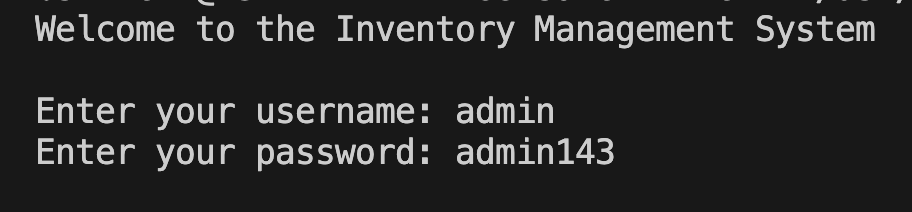 Welcome to the Inventory Management System
Enter your username: admin
Enter your password: admin143